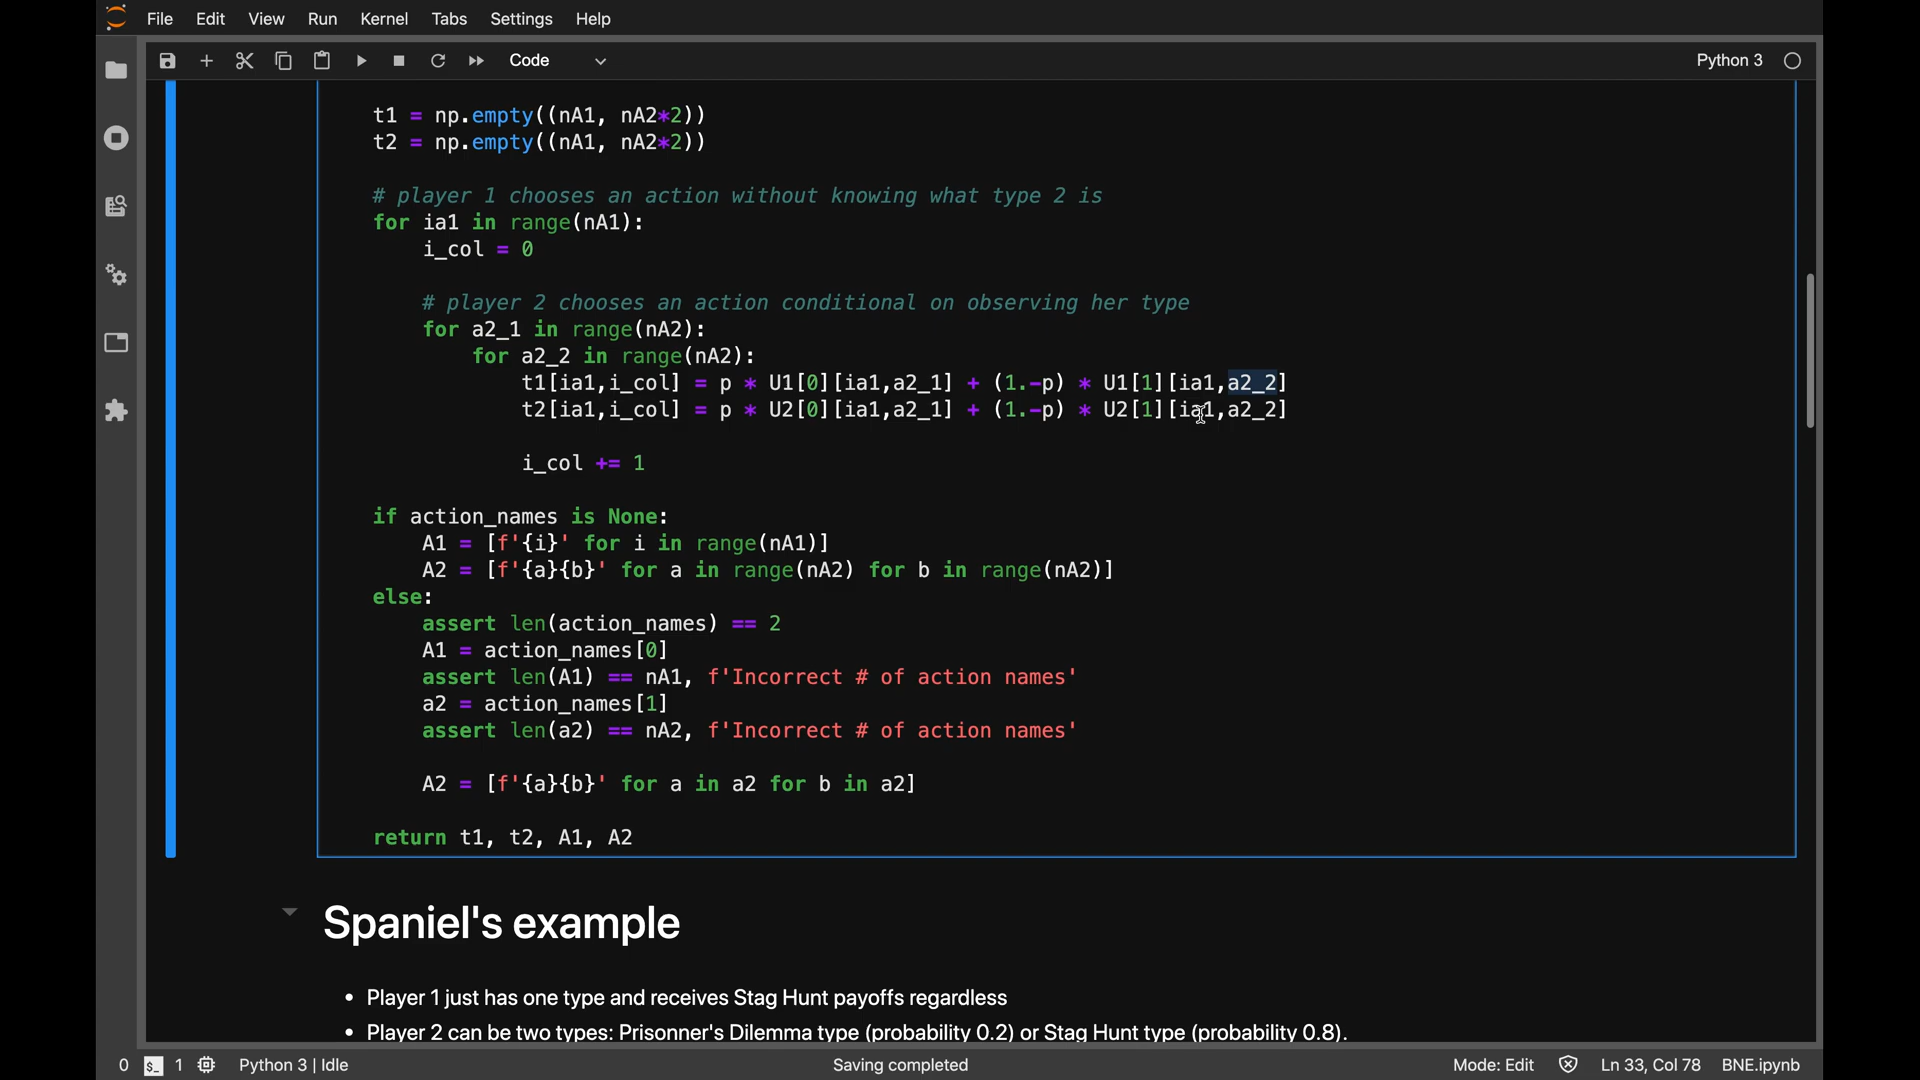 File Edit View Run Kernel Tabs Settings Help
Code Python 3
t1 = np.empty((nA1, nA2*2))
t2 = np.empty((nA1, nA2*2))
# player 1 chooses an action without knowing what type 2 is
for ia1 in range(nA1):
i_col = 0
# player 2 chooses an action conditional on observing her type
for a2_1 in range(nA2):
for a2_2 in range(nA2):
t1[ia1,i_col] = p * U1[0][ia1,a2_1] + (1.-p) * U1[1][ia1,a2_2]
t2[ia1,i_col] = p * U2[0][ia1,a2_1] + (1.-p) * U2[1][ia1,a2_2]
i_col += 1
if action_names is None:
A1 = [f'{i}' for i in range(nA1)]
A2 = [f'{a}{b}' for a in range(nA2) for b in range(nA2)]
else:
assert len(action_names) == 2
A1 = action_names[0]
assert len(A1) == nA1, f'Incorrect # of action names'
a2 = action_names[1]
assert len(a2) == nA2, f'Incorrect # of action names'
A2 = [f'{a}{b}' for a in a2 for b in a2]
return t1, t2, A1, A2
Spaniel's example
• Player 1 just has one type and receives Stag Hunt payoffs regardless
• Player 2 can be two types: Prisonner's Dilemma type (probability 0.2) or Stag Hunt type (probability 0.8).
0 $_ 1 Python 3 | Idle Saving completed Mode: Edit Ln 33, Col 78 BNE.ipynb